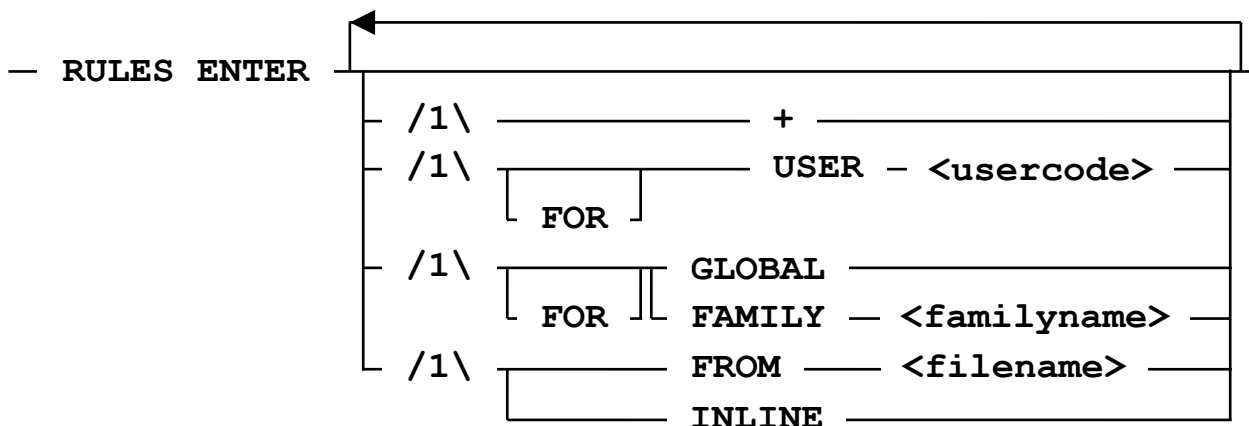 RULES ENTER
/1\ +
/1\ USER <usercode>
FOR
/1\ GLOBAL
FOR FAMILY <familyname>
/1\ FROM <filename>
INLINE